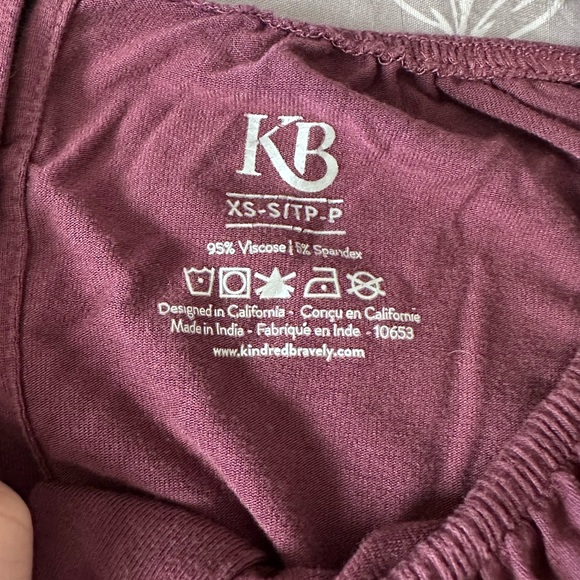 KB
XS-S/TP-P
95% Viscose | 5% Spandex
Designed in California - Conçu en Californie
Made in India - Fabriqué en Inde - 10653
www.kindredbravely.com